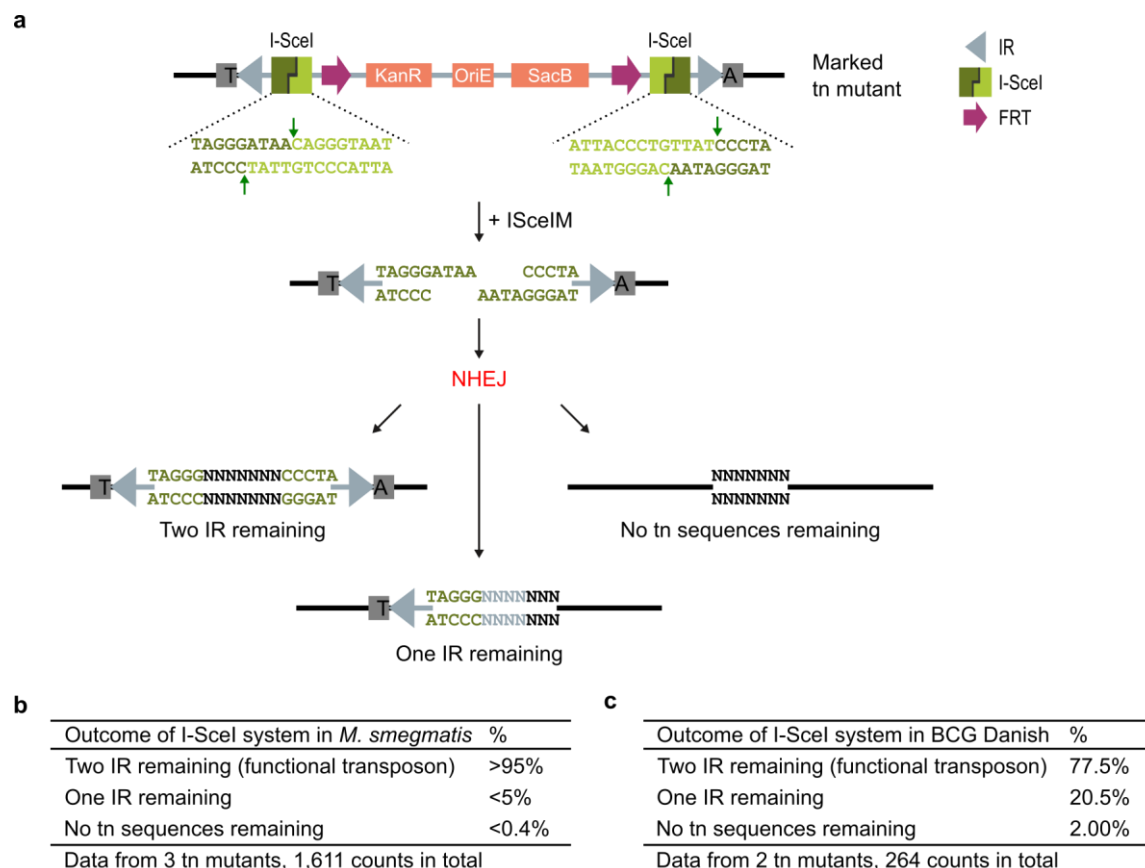 a
I-SceI I-SceI
T KanR OriE SacB A
Marked
tn mutant
IR
I-SceI
FRT
TAGGGATAACAGGGTAAT ATTACCCTGTTATCCCTA
ATCCCTATTGTCCCATTA TAATGGGACAATAGGGAT
+ ISceIM
TAGGGATAA CCCTA
T A
ATCCC AATAGGGAT
NHEJ
TAGGGNNNNNNNCCCTA NNNNNNN
T A
ATCCCNNNNNNNGGGAT NNNNNNN
Two IR remaining No tn sequences remaining
TAGGGNNNNNNN
T
ATCCCNNNNNNN
One IR remaining
b
Outcome of I-SceI system in M. smegmatis %
Two IR remaining (functional transposon) >95%
One IR remaining <5%
No tn sequences remaining <0.4%
Data from 3 tn mutants, 1,611 counts in total
c
Outcome of I-SceI system in BCG Danish %
Two IR remaining (functional transposon) 77.5%
One IR remaining 20.5%
No tn sequences remaining 2.00%
Data from 2 tn mutants, 264 counts in total